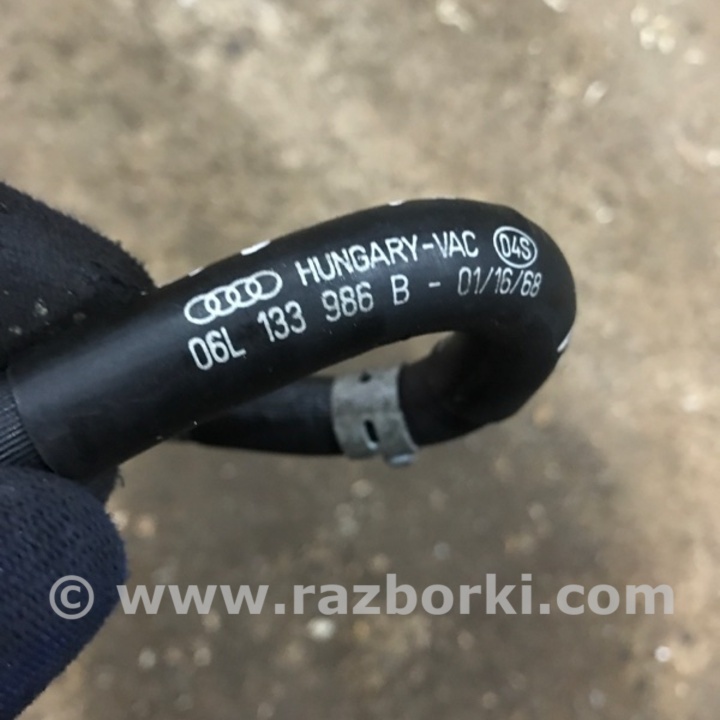 HUNGARY-VAC 04S
06L 133 986 B - 01/16/68
© www.razborki.com